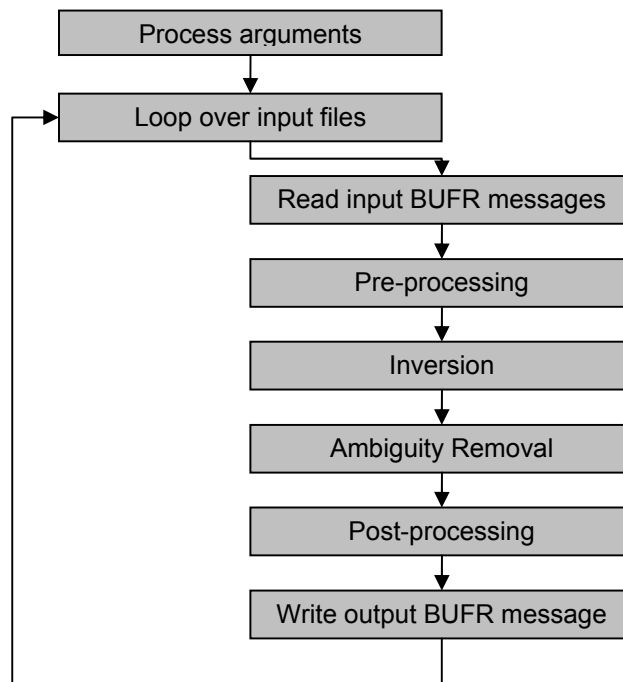 Process arguments
Loop over input files
Read input BUFR messages
Pre-processing
Inversion
Ambiguity Removal
Post-processing
Write output BUFR message